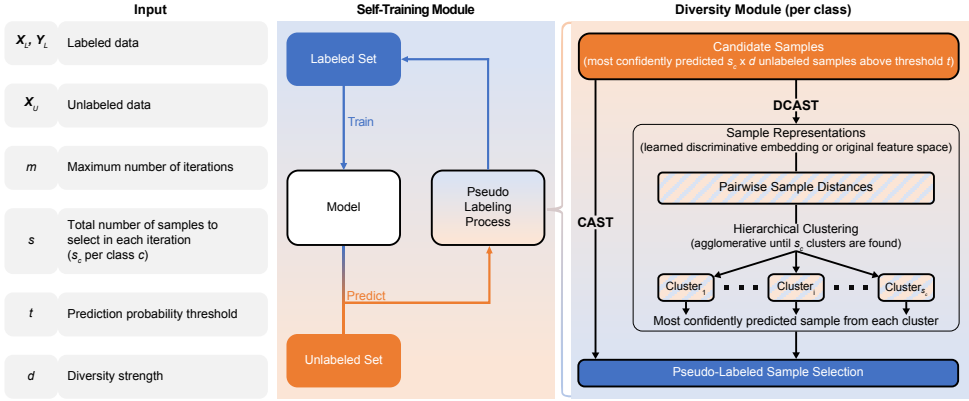 Input
X_L, Y_L Labeled data
X_U Unlabeled data
m Maximum number of iterations
s Total number of samples to
select in each iteration
(s_c per class c)
t Prediction probability threshold
d Diversity strength
Self-Training Module
Labeled Set
Train
Model
Pseudo
Labeling
Process
Predict
Unlabeled Set
Diversity Module (per class)
Candidate Samples
(most confidently predicted s_c x d unlabeled samples above threshold t)
DCAST
CAST
Sample Representations
(learned discriminative embedding or original feature space)
Pairwise Sample Distances
Hierarchical Clustering
(agglomerative until s_c clusters are found)
Cluster_1 Cluster_i Cluster_s_c
Most confidently predicted sample from each cluster
Pseudo-Labeled Sample Selection